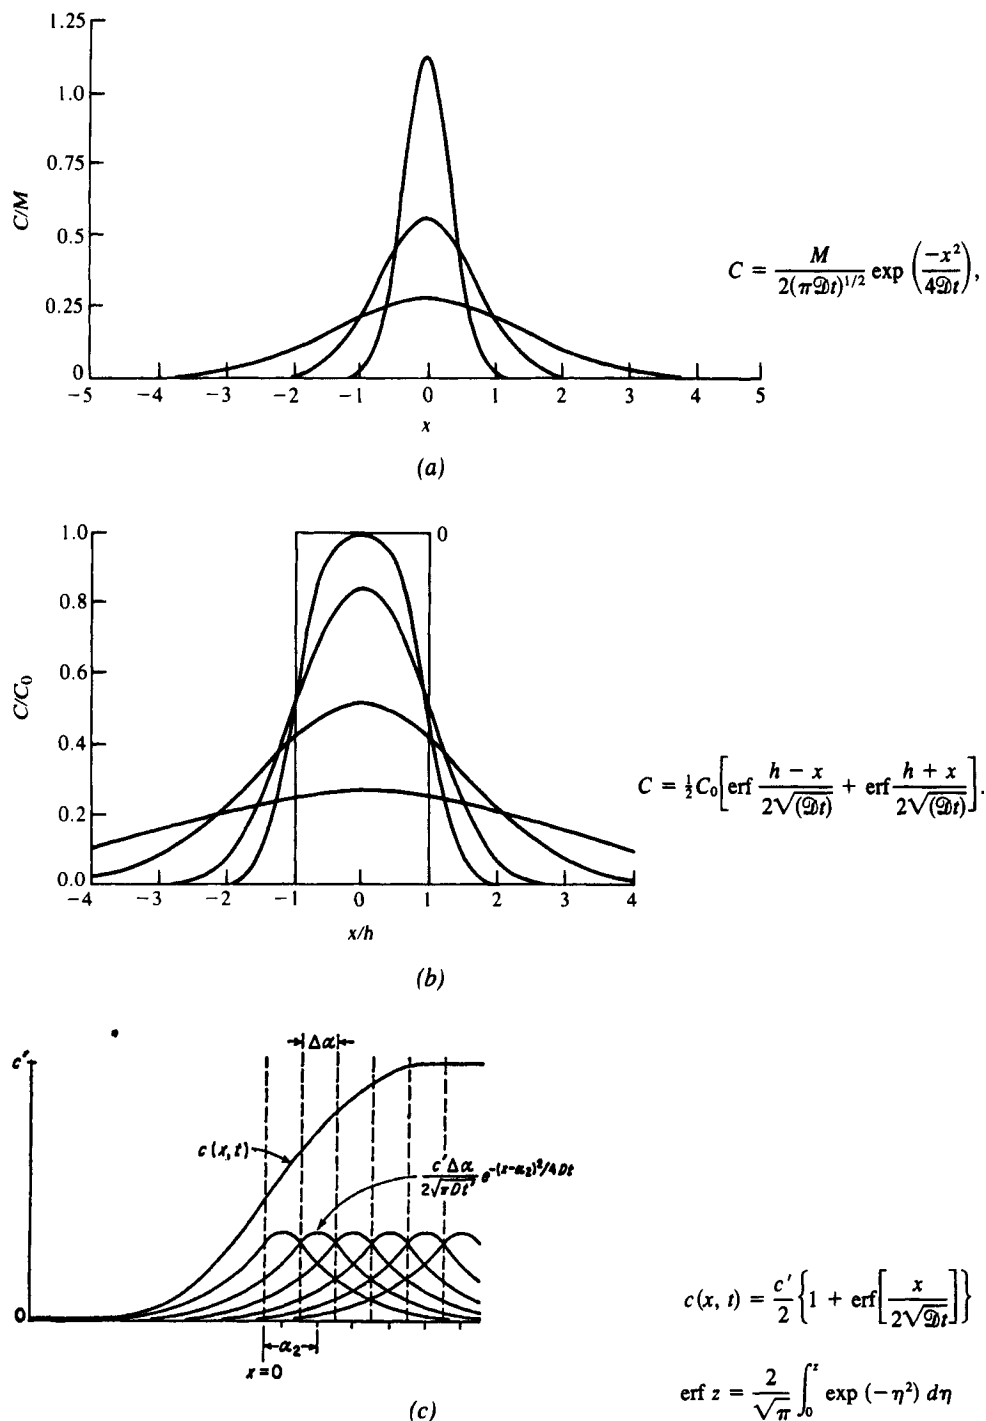 1.25
1.0
0.75
0.5
0.25
0
C/M
−5 −4 −3 −2 −1 0 1 2 3 4 5
x
C = M / 2(π𝒟t)^{1/2} exp (−x² / 4𝒟t),
(a)
1.0
0.8
0.6
0.4
0.2
0.0
C/C₀
0
−4 −3 −2 −1 0 1 2 3 4
x/h
C = ½C₀[erf (h − x) / 2√(𝒟t) + erf (h + x) / 2√(𝒟t)].
(b)
Δα
c'
c(x, t)
c'Δα / 2√πDt e^{−(x−α₂)²/4Dt}
0
α₂
x=0
c(x, t) = c'/2 {1 + erf[x / 2√𝒟t]}
erf z = 2/√π ∫₀ᶻ exp (−η²) dη
(c)